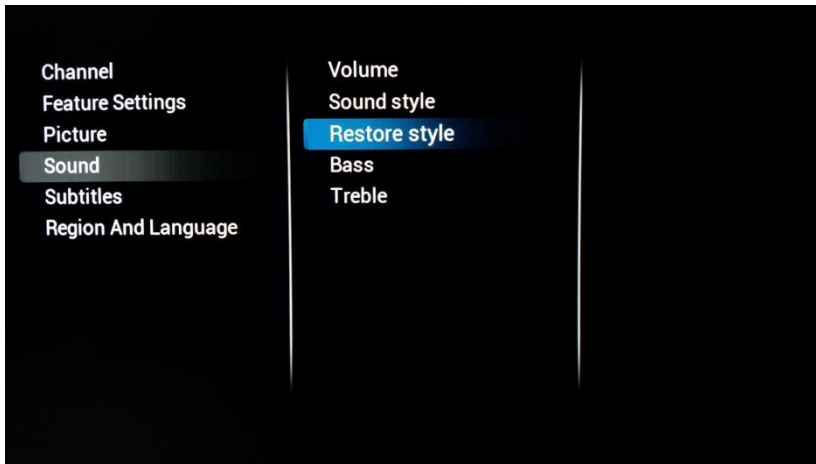 Channel
Feature Settings
Picture
Sound
Subtitles
Region And Language
Volume
Sound style
Restore style
Bass
Treble